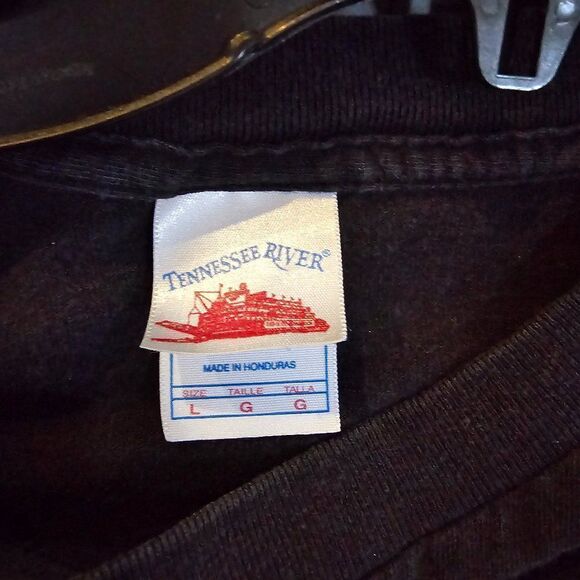 TENNESSEE RIVER®
MADE IN HONDURAS
SIZE TAILLE TALLA
L G G